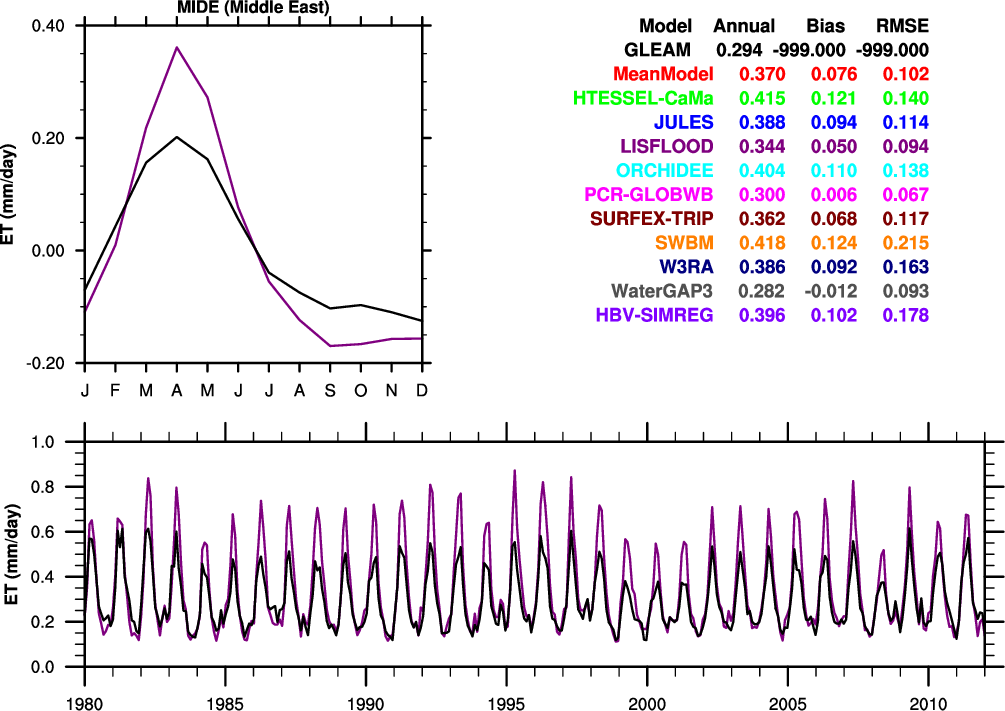 MIDE (Middle East)
0.40
0.20
0.00
-0.20
ET (mm/day)
J F M A M J J A S O N D
Model Annual Bias RMSE
GLEAM 0.294 -999.000 -999.000
MeanModel 0.370 0.076 0.102
HTESSEL-CaMa 0.415 0.121 0.140
JULES 0.388 0.094 0.114
LISFLOOD 0.344 0.050 0.094
ORCHIDEE 0.404 0.110 0.138
PCR-GLOBWB 0.300 0.006 0.067
SURFEX-TRIP 0.362 0.068 0.117
SWBM 0.418 0.124 0.215
W3RA 0.386 0.092 0.163
WaterGAP3 0.282 -0.012 0.093
HBV-SIMREG 0.396 0.102 0.178
1.0
0.8
0.6
0.4
0.2
0.0
ET (mm/day)
1980 1985 1990 1995 2000 2005 2010